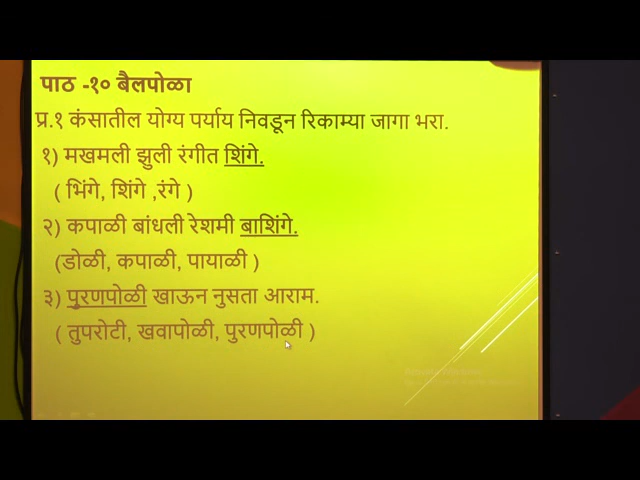 पाठ -१० बैलपोळा
प्र.१ कंसातील योग्य पर्याय निवडून रिकाम्या जागा भरा.
१) मखमली झुली रंगीत शिंगे.
( भिंगे, शिंगे ,रंगे )
२) कपाळी बांधली रेशमी बाशिंगे.
(डोळी, कपाळी, पायाळी )
३) पुरणपोळी खाऊन नुसता आराम.
( तुपरोटी, खवापोळी, पुरणपोळी )